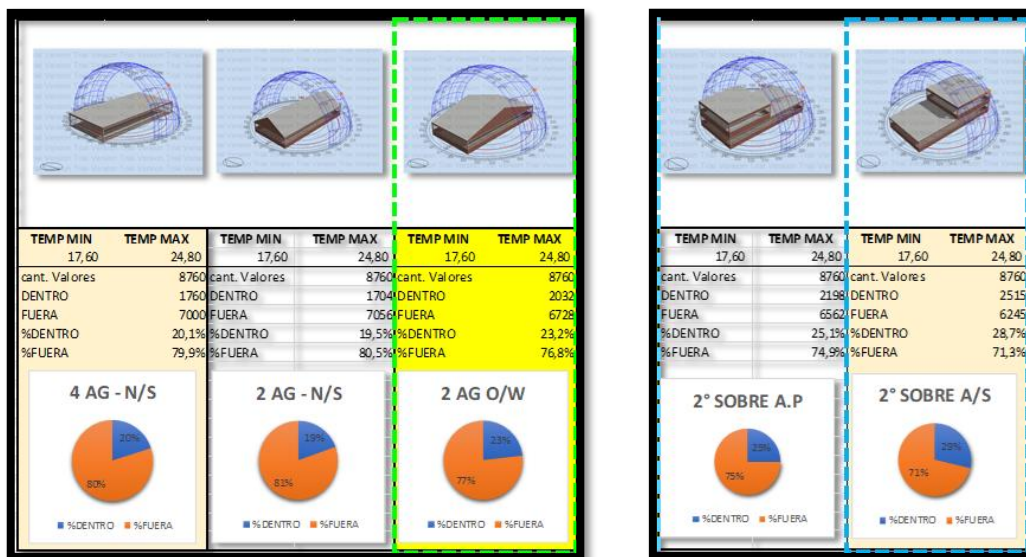 TEMP MIN TEMP MAX
17,60 24,80
cant. Valores 8760
DENTRO 1760
FUERA 7000
%DENTRO 20,1%
%FUERA 79,9%
4 AG - N/S
20%
80%
%DENTRO %FUERA
TEMP MIN TEMP MAX
17,60 24,80
cant. Valores 8760
DENTRO 1704
FUERA 7056
%DENTRO 19,5%
%FUERA 80,5%
2 AG - N/S
19%
81%
%DENTRO %FUERA
TEMP MIN TEMP MAX
17,60 24,80
cant. Valores 8760
DENTRO 2032
FUERA 6728
%DENTRO 23,2%
%FUERA 76,8%
2 AG O/W
23%
77%
%DENTRO %FUERA
TEMP MIN TEMP MAX
17,60 24,80
cant. Valores 8760
DENTRO 2198
FUERA 6562
%DENTRO 25,1%
%FUERA 74,9%
2° SOBRE A.P
25%
75%
%DENTRO %FUERA
TEMP MIN TEMP MAX
17,60 24,80
cant. Valores 8760
DENTRO 2515
FUERA 6245
%DENTRO 28,7%
%FUERA 71,3%
2° SOBRE A/S
29%
71%
%DENTRO %FUERA